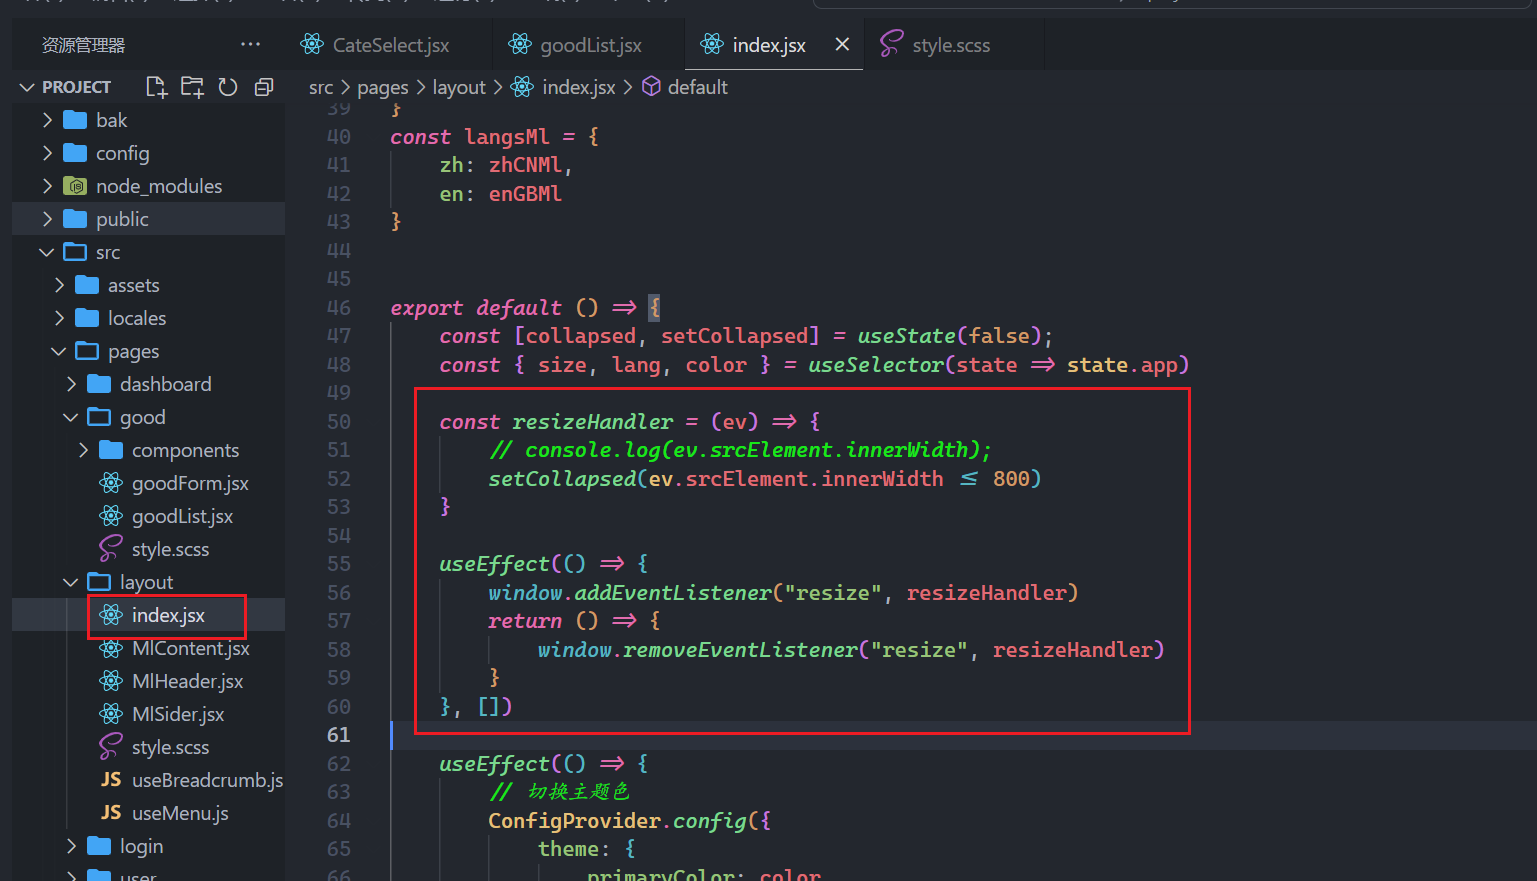 资源管理器
CateSelect.jsx
goodList.jsx
index.jsx
style.scss
PROJECT
src > pages > layout > index.jsx > default
bak
config
node_modules
public
src
assets
locales
pages
dashboard
good
components
goodForm.jsx
goodList.jsx
style.scss
layout
index.jsx
MlContent.jsx
MlHeader.jsx
MlSider.jsx
style.scss
JS useBreadcrumb.js
JS useMenu.js
login
user
39 }
40 const langsMl = {
41 zh: zhCNMl,
42 en: enGBMl
43 }
44
45
46 export default () => {
47 const [collapsed, setCollapsed] = useState(false);
48 const { size, lang, color } = useSelector(state => state.app)
49
50 const resizeHandler = (ev) => {
51 // console.log(ev.srcElement.innerWidth);
52 setCollapsed(ev.srcElement.innerWidth <= 800)
53 }
54
55 useEffect(() => {
56 window.addEventListener("resize", resizeHandler)
57 return () => {
58 window.removeEventListener("resize", resizeHandler)
59 }
60 }, [])
61
62 useEffect(() => {
63 // 切换主题色
64 ConfigProvider.config({
65 theme: {
66 primaryColor: color